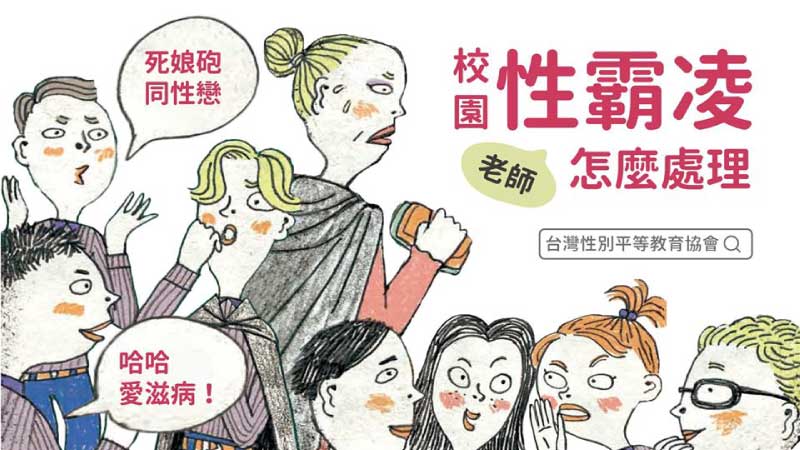 死娘砲
同性戀
校園性霸凌
老師怎麼處理
台灣性別平等教育協會
哈哈
愛滋病！